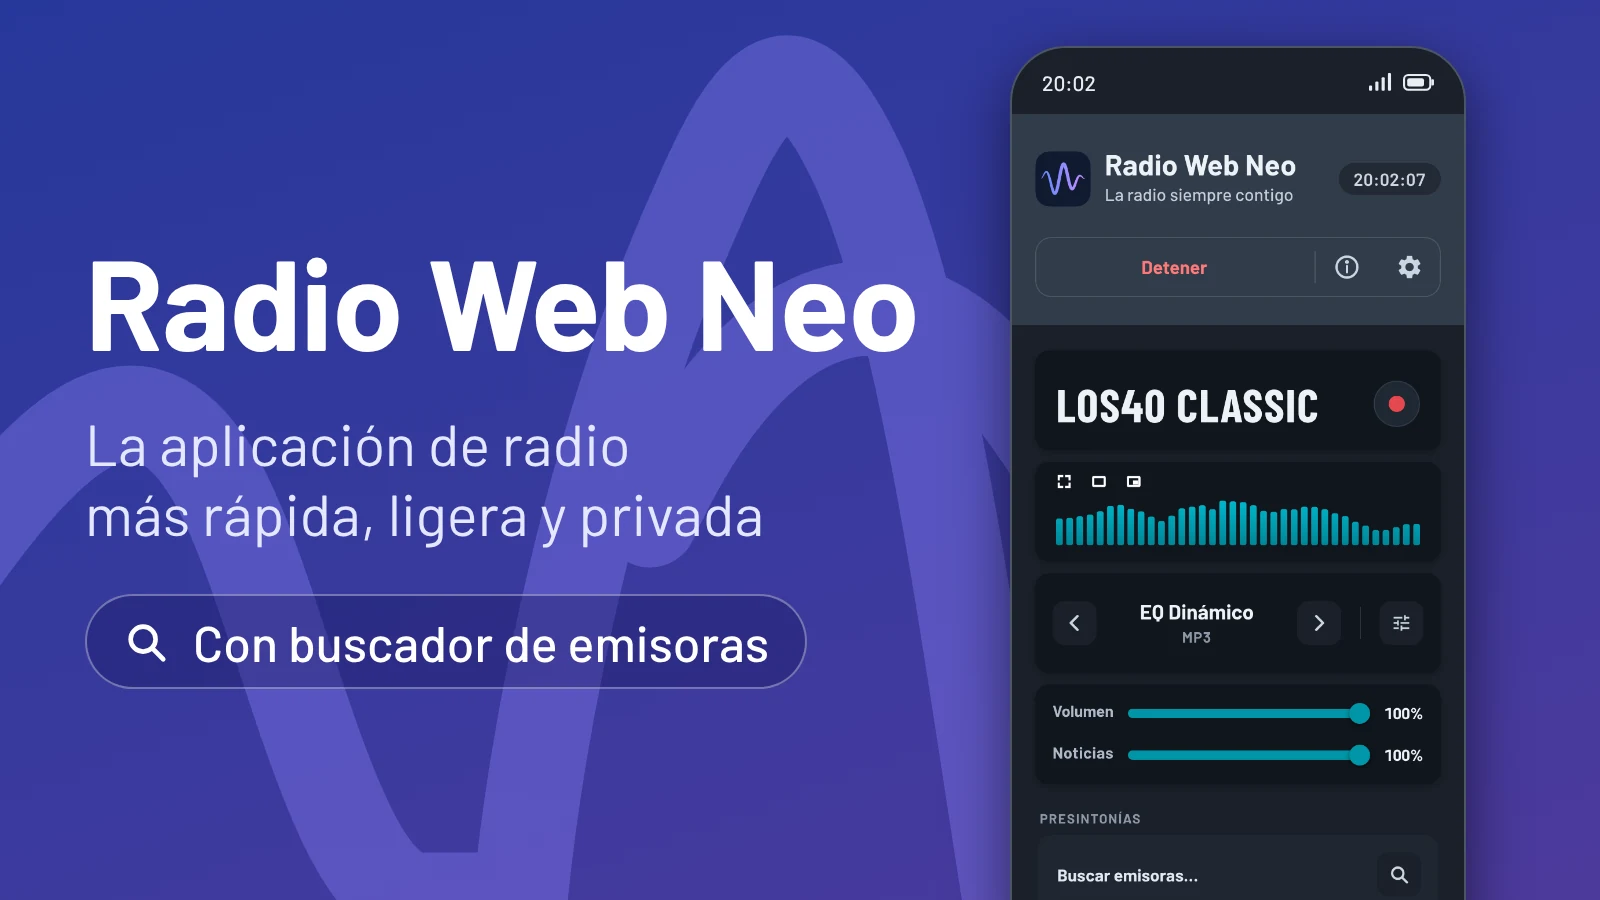 Radio Web Neo
La aplicación de radio
más rápida, ligera y privada
Con buscador de emisoras
20:02
Radio Web Neo
La radio siempre contigo
20:02:07
Detener
LOS40 CLASSIC
EQ Dinámico
MP3
Volumen 100%
Noticias 100%
PRESINTONÍAS
Buscar emisoras...